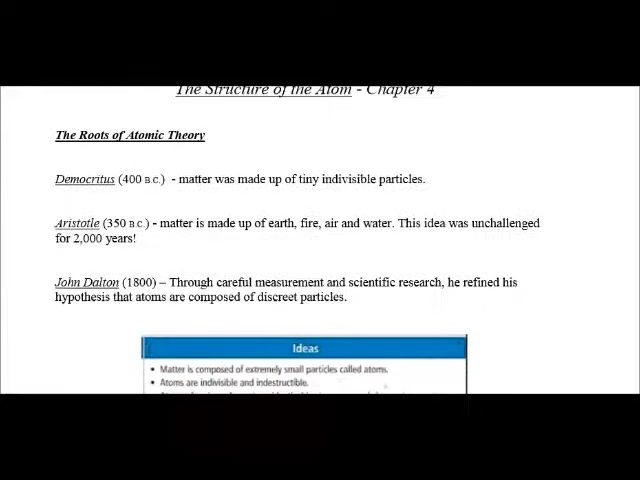 The Structure of the Atom - Chapter 4
The Roots of Atomic Theory
Democritus (400 B.C.) - matter was made up of tiny indivisible particles.
Aristotle (350 B.C.) - matter is made up of earth, fire, air and water. This idea was unchallenged
for 2,000 years!
John Dalton (1800) – Through careful measurement and scientific research, he refined his
hypothesis that atoms are composed of discreet particles.
Ideas
• Matter is composed of extremely small particles called atoms.
• Atoms are indivisible and indestructible.